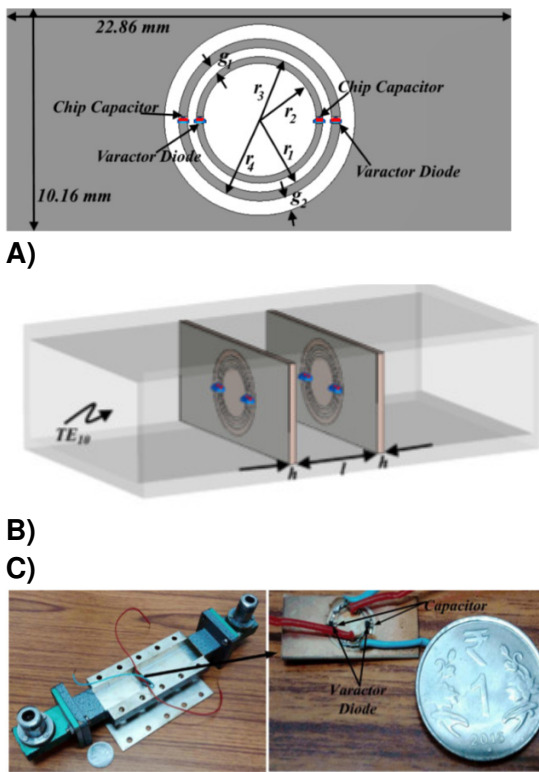 22.86 mm
g1
Chip Capacitor
r3
Chip Capacitor
r2
Varactor Diode
r1
Varactor Diode
r4
g2
10.16 mm
A)
TE10
h
l
h
B)
C)
Capacitor
Varactor
Diode
₹
1
2015